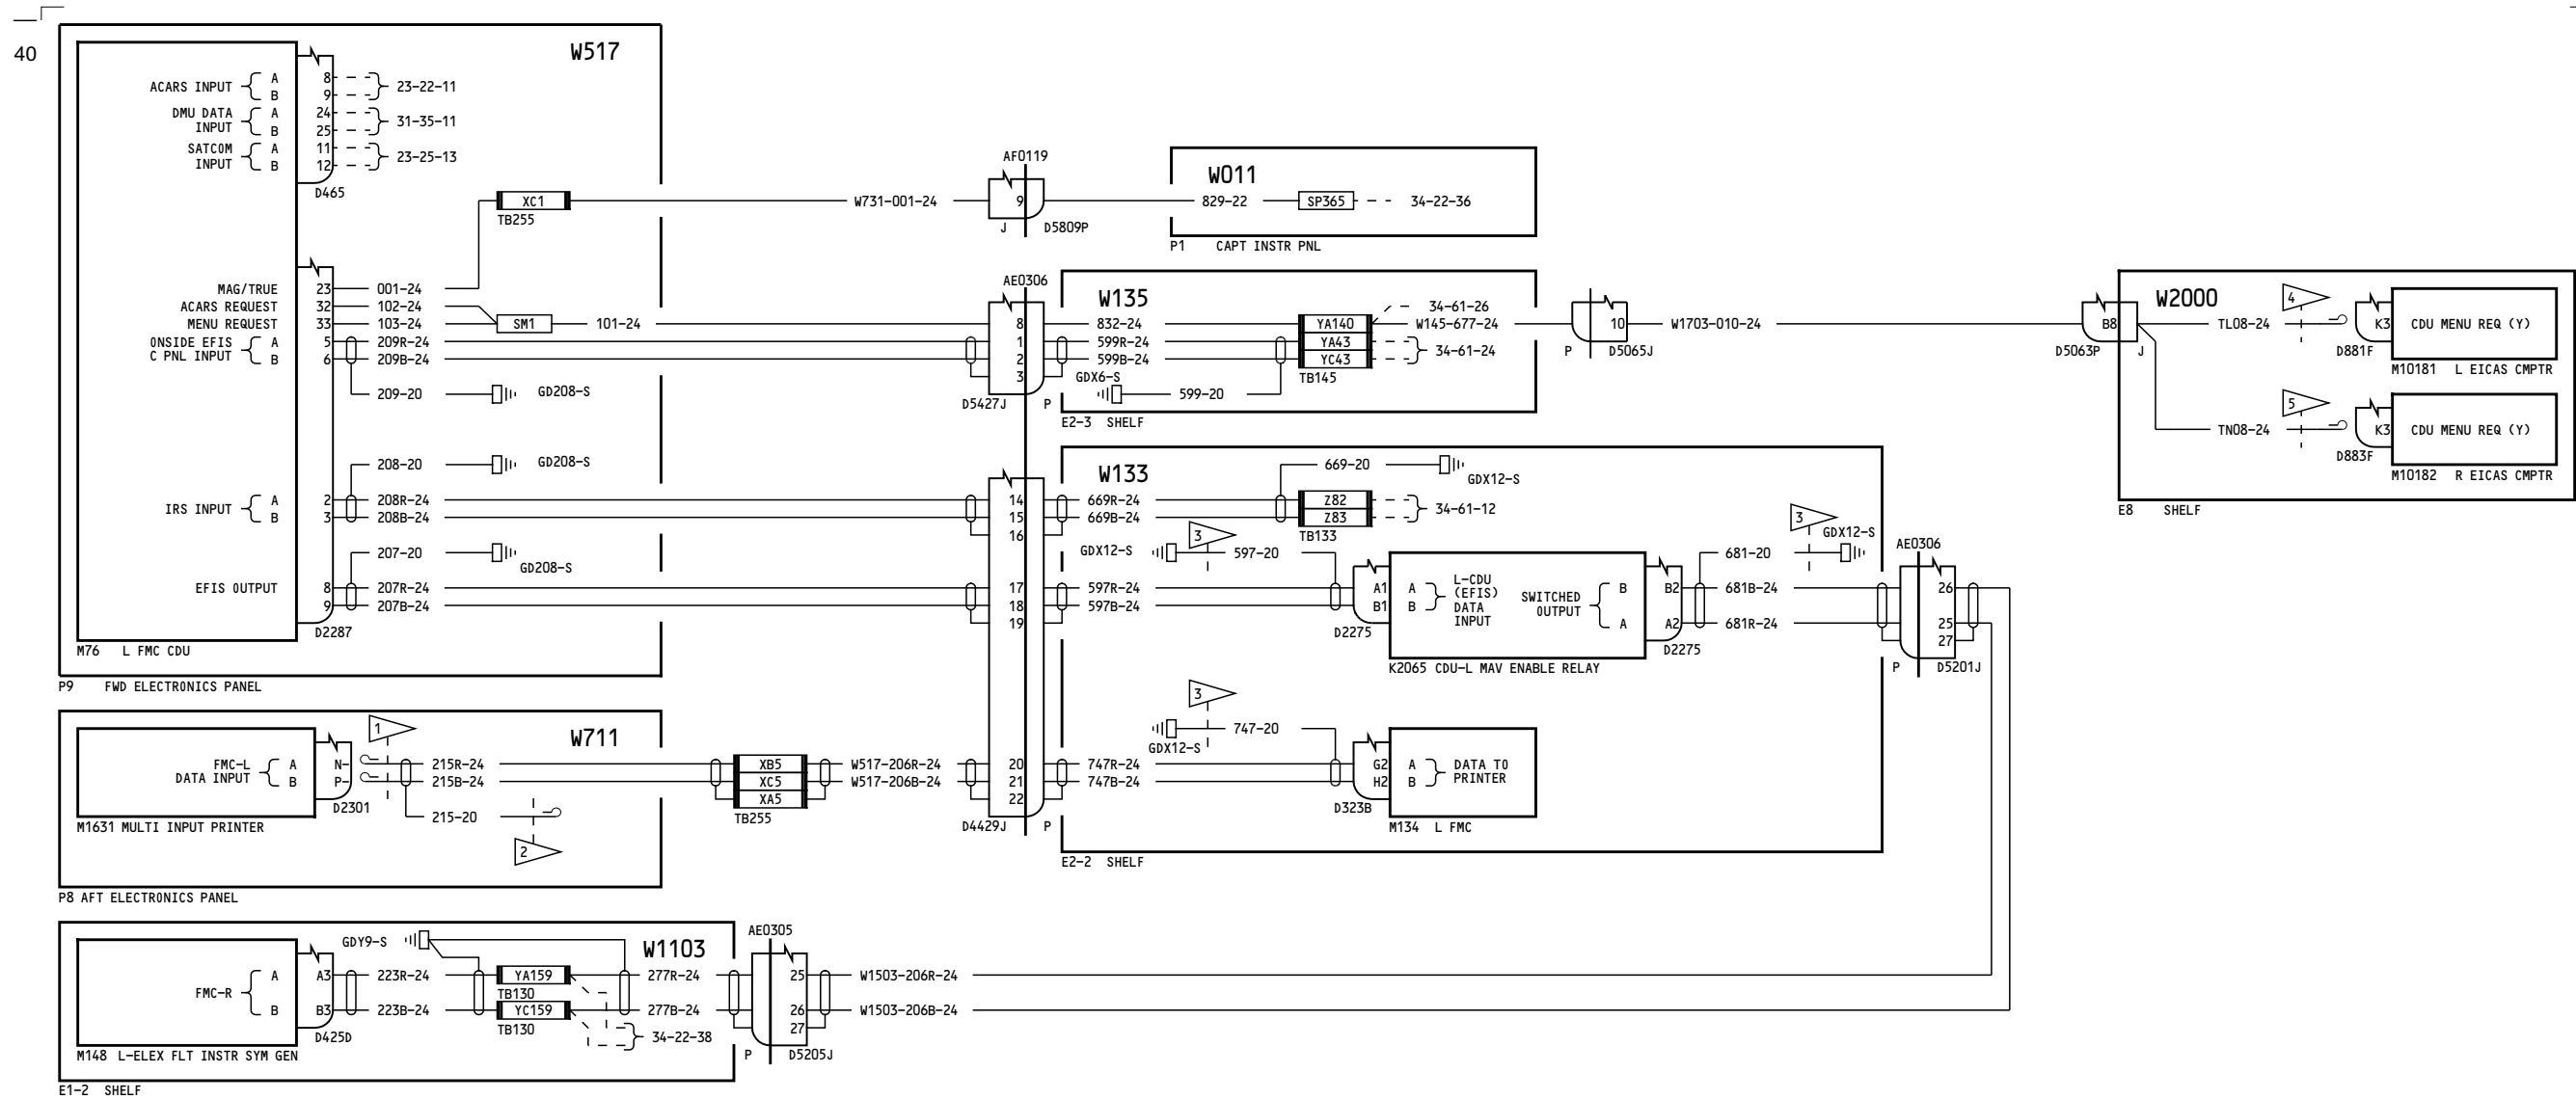 40
W517
ACARS INPUT A 8 23-22-11
B 9
DMU DATA INPUT A 24 31-35-11
B 25
SATCOM INPUT A 11 23-25-13
B 12
D465
XC1
TB255
W731-001-24
AF0119
9
J D5809P
W011
829-22 SP365 34-22-36
P1 CAPT INSTR PNL
MAG/TRUE 23 001-24
ACARS REQUEST 32 102-24
MENU REQUEST 33 103-24 SM1 101-24
ONSIDE EFIS C PNL INPUT A 5 209R-24
B 6 209B-24
209-20 GD208-S
208-20 GD208-S
IRS INPUT A 2 208R-24
B 3 208B-24
207-20 GD208-S
EFIS OUTPUT 8 207R-24
9 207B-24
D2287
M76 L FMC CDU
P9 FWD ELECTRONICS PANEL
AE0306
8
1
2
3
D5427J P
W135
34-61-26
832-24 YA140 W145-677-24
599R-24 YA43 34-61-24
599B-24 YC43
GDX6-S TB145
599-20
E2-3 SHELF
10
P D5065J
W1703-010-24
B8
D5063P J
W2000
4
TL08-24 K3 CDU MENU REQ (Y)
D881F
M10181 L EICAS CMPTR
5
TN08-24 K3 CDU MENU REQ (Y)
D883F
M10182 R EICAS CMPTR
E8 SHELF
14
15
16
17
18
19
20
21
22
D4429J P
W133
669-20 GDX12-S
669R-24 Z82 34-61-12
669B-24 Z83
TB133
3
GDX12-S 597-20
597R-24 A1 A L-CDU (EFIS) DATA INPUT
597B-24 B1 B
D2275
SWITCHED OUTPUT B B2 681B-24
A A2 681R-24
D2275
K2065 CDU-L MAV ENABLE RELAY
3
681-20 GDX12-S
AE0306
26
25
27
P D5201J
3
GDX12-S 747-20
747R-24 G2 A DATA TO PRINTER
747B-24 H2 B
D323B
M134 L FMC
E2-2 SHELF
W711
1
FMC-L DATA INPUT A N 215R-24
B P 215B-24
D2301 215-20
2
M1631 MULTI INPUT PRINTER
P8 AFT ELECTRONICS PANEL
XB5 W517-206R-24
XC5 W517-206B-24
XA5
TB255
W1103
GDY9-S
FMC-R A A3 223R-24 YA159 277R-24
TB130
B B3 223B-24 YC159 277B-24
D425D TB130 34-22-38
M148 L-ELEX FLT INSTR SYM GEN
E1-2 SHELF
AE0305
25 W1503-206R-24
26 W1503-206B-24
27
P D5205J